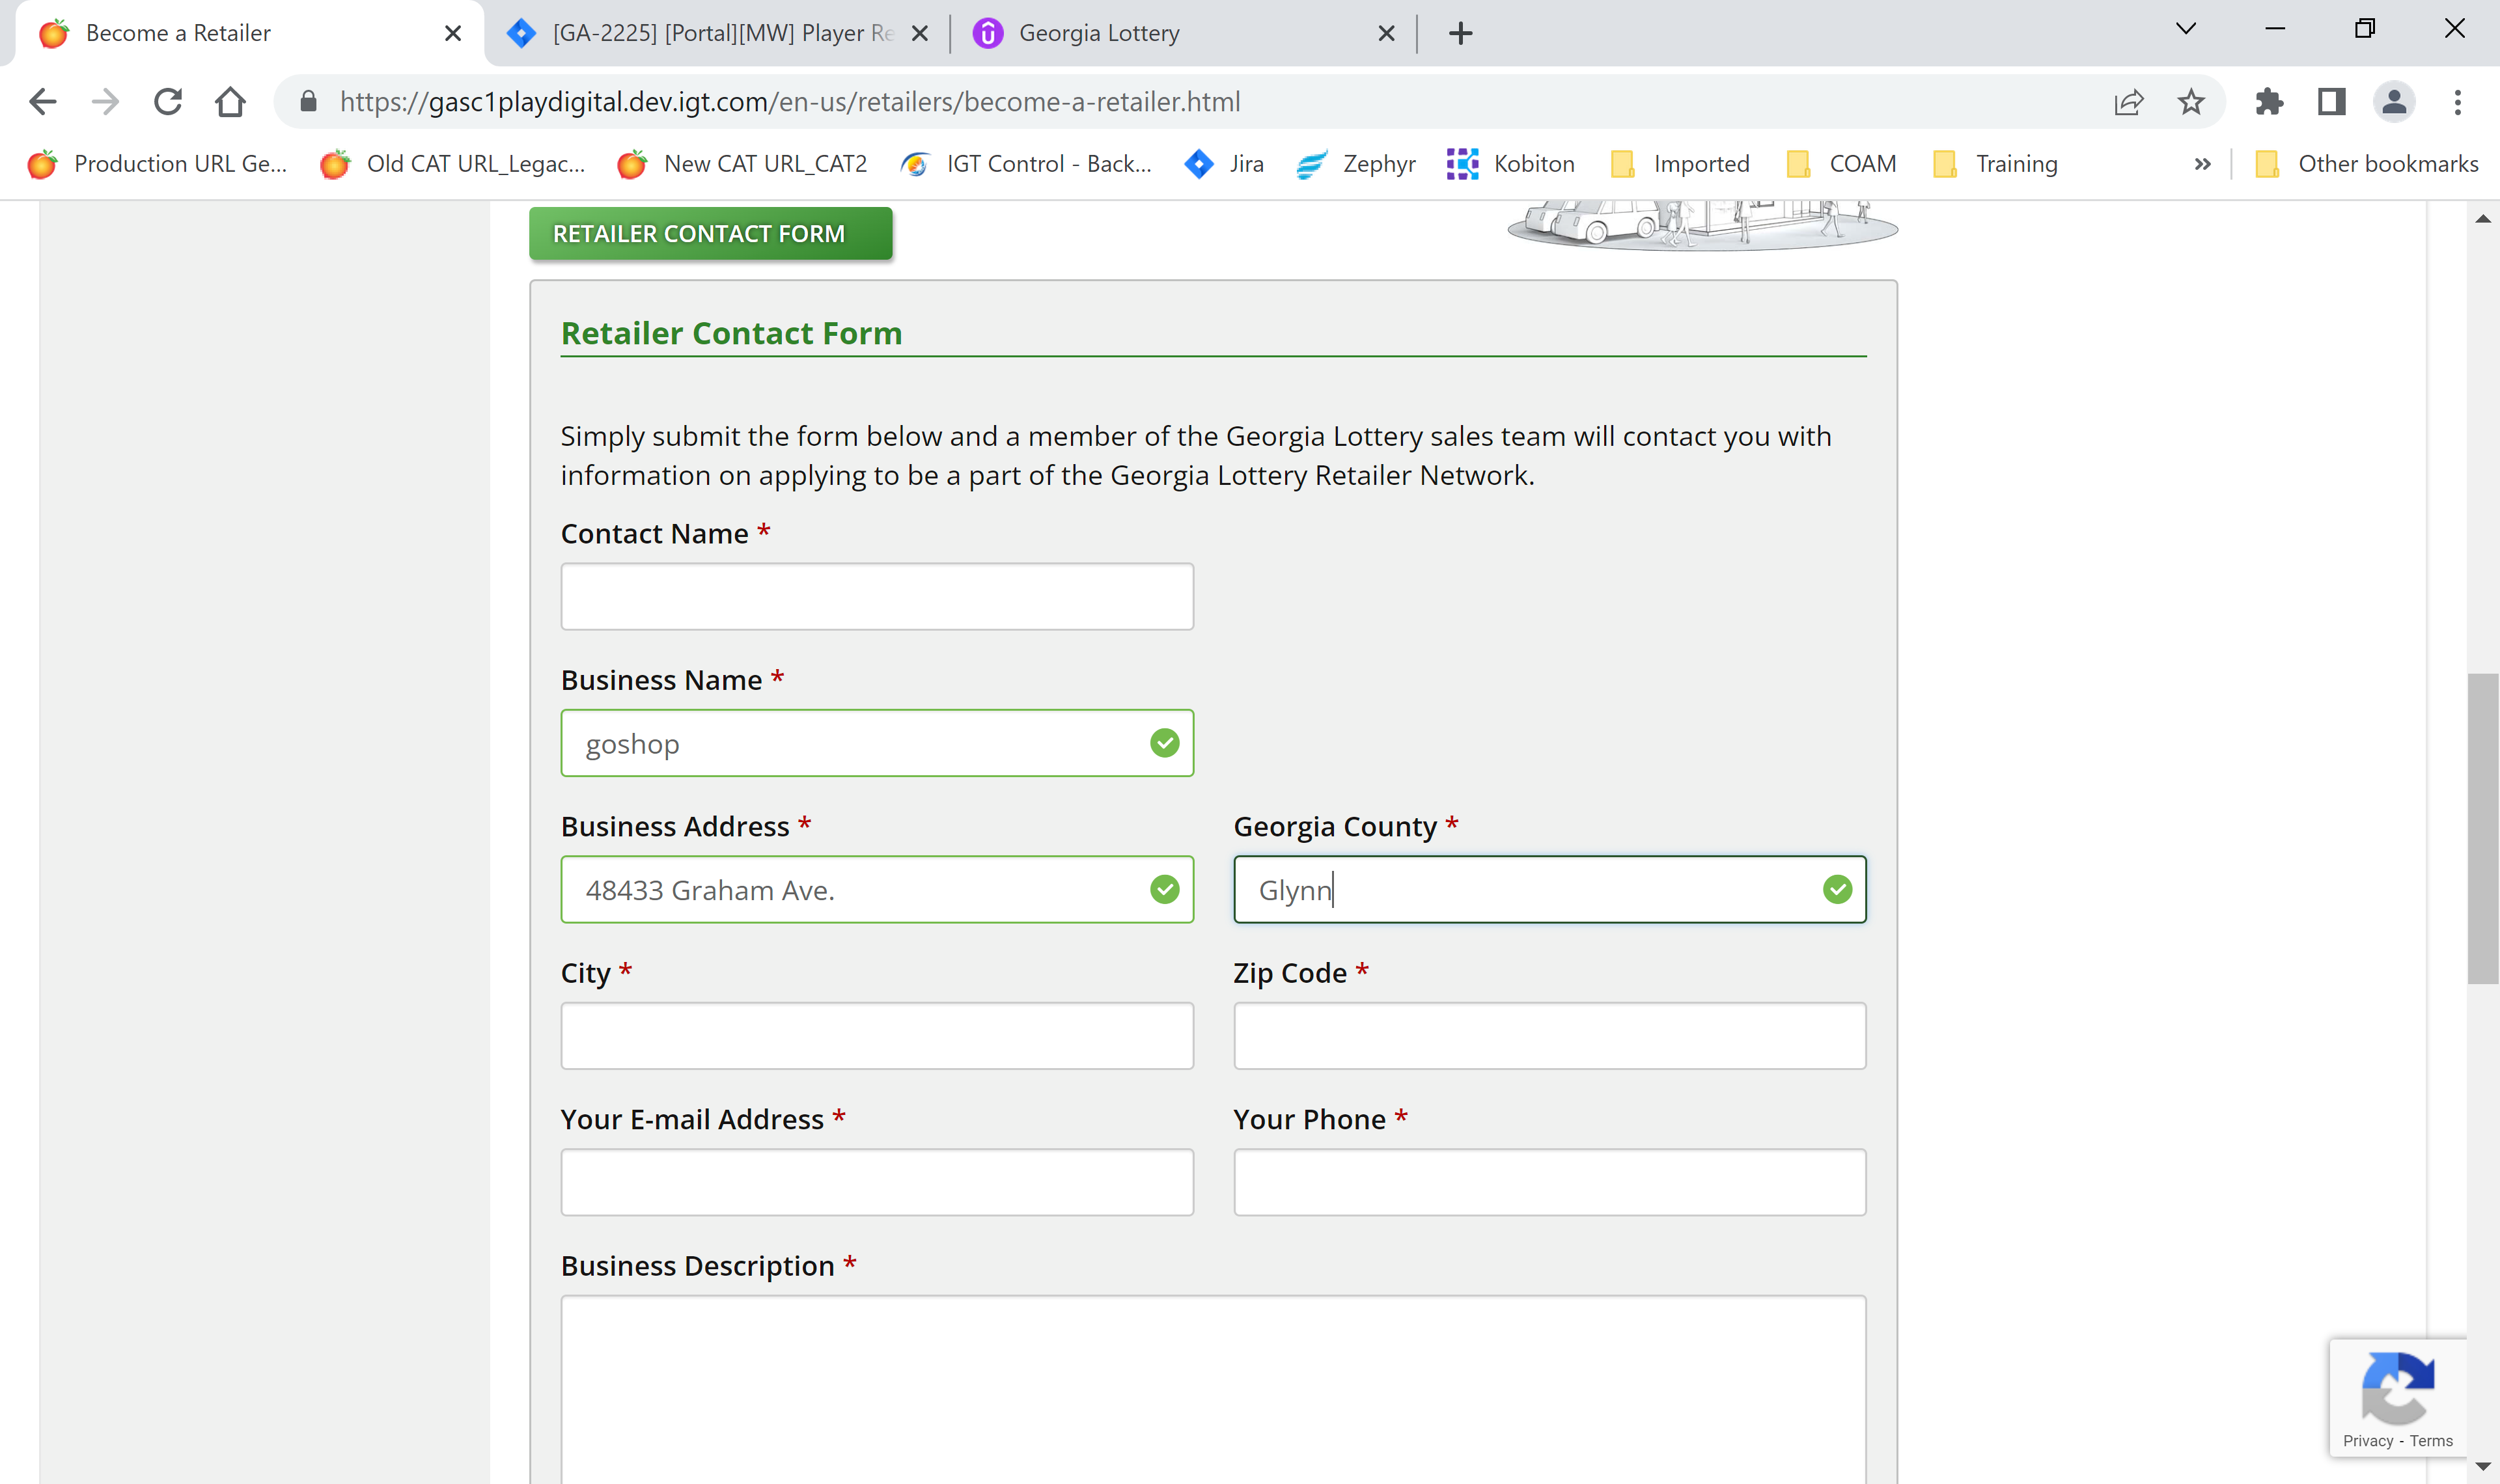 Become a Retailer
[GA-2225] [Portal][MW] Player Re
Georgia Lottery
https://gasc1playdigital.dev.igt.com/en-us/retailers/become-a-retailer.html
Production URL Ge...
Old CAT URL_Legac...
New CAT URL_CAT2
IGT Control - Back...
Jira
Zephyr
Kobiton
Imported
COAM
Training
»
Other bookmarks
RETAILER CONTACT FORM
Retailer Contact Form
Simply submit the form below and a member of the Georgia Lottery sales team will contact you with
information on applying to be a part of the Georgia Lottery Retailer Network.
Contact Name *
Business Name *
goshop
Business Address *
Georgia County *
48433 Graham Ave.
Glynn
City *
Zip Code *
Your E-mail Address *
Your Phone *
Business Description *
Privacy - Terms